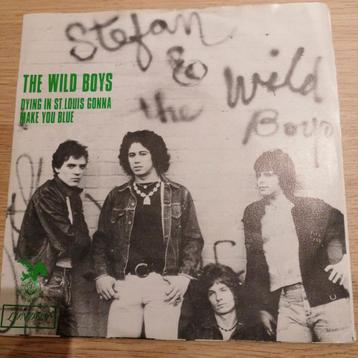 Stefan
& Wild
the Boys
THE WILD BOYS
DYING IN ST. LOUIS GONNA
MAKE YOU BLUE